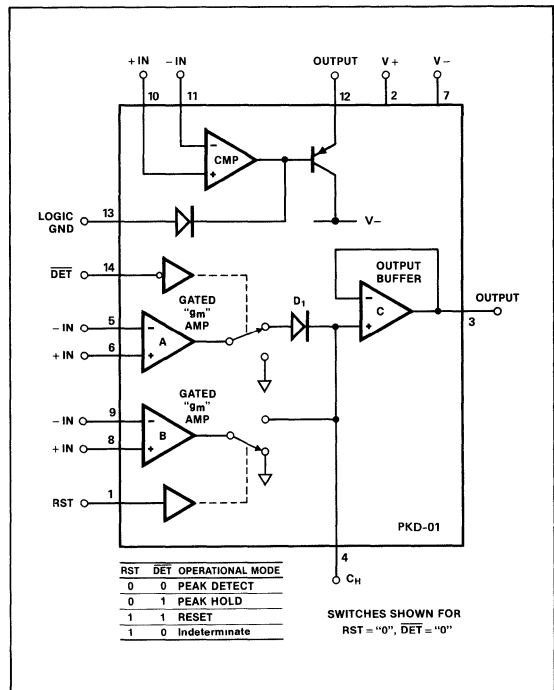 + IN
− IN
OUTPUT
V +
V −
10
11
12
2
7
−
CMP
+
LOGIC
GND
13
V−
DET
14
OUTPUT
BUFFER
GATED
"gm"
AMP
D1
− IN
5
−
A
+ IN
6
+
−
C
+
OUTPUT
3
GATED
"gm"
AMP
− IN
9
−
B
+ IN
8
+
RST
1
PKD-01
4
CH
RST DET OPERATIONAL MODE
0 0 PEAK DETECT
0 1 PEAK HOLD
1 1 RESET
1 0 Indeterminate
SWITCHES SHOWN FOR
RST = "0", DET = "0"